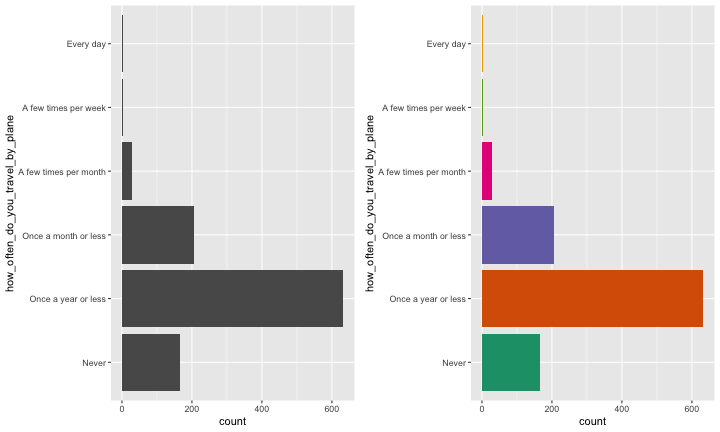 how_often_do_you_travel_by_plane
Every day
A few times per week
A few times per month
Once a month or less
Once a year or less
Never
0
200
400
600
count
how_often_do_you_travel_by_plane
Every day
A few times per week
A few times per month
Once a month or less
Once a year or less
Never
0
200
400
600
count